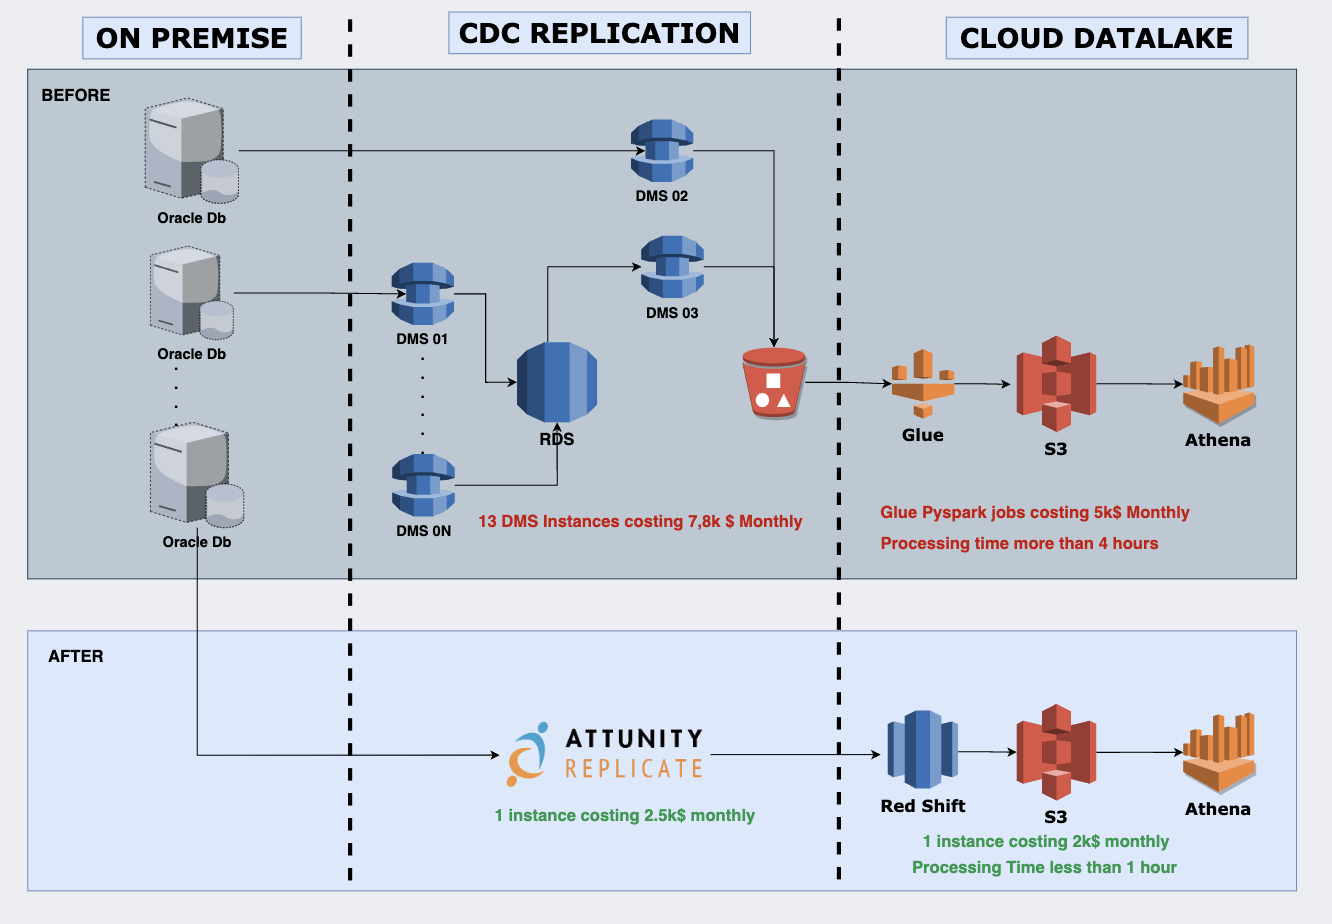 ON PREMISE
CDC REPLICATION
CLOUD DATALAKE
BEFORE
Oracle Db
DMS 02
Oracle Db
DMS 01
DMS 03
RDS
Oracle Db
DMS 0N
13 DMS Instances costing 7,8k $ Monthly
Glue
S3
Athena
Glue Pyspark jobs costing 5k$ Monthly
Processing time more than 4 hours
AFTER
ATTUNITY
REPLICATE
1 instance costing 2.5k$ monthly
Red Shift
S3
Athena
1 instance costing 2k$ monthly
Processing Time less than 1 hour